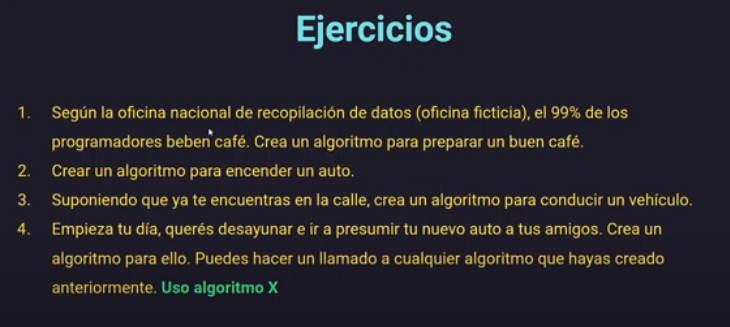 Ejercicios
1. Según la oficina nacional de recopilación de datos (oficina ficticia), el 99% de los
programadores beben café. Crea un algoritmo para preparar un buen café.
2. Crear un algoritmo para encender un auto.
3. Suponiendo que ya te encuentras en la calle, crea un algoritmo para conducir un vehículo.
4. Empieza tu día, querés desayunar e ir a presumir tu nuevo auto a tus amigos. Crea un
algoritmo para ello. Puedes hacer un llamado a cualquier algoritmo que hayas creado
anteriormente. Uso algoritmo X